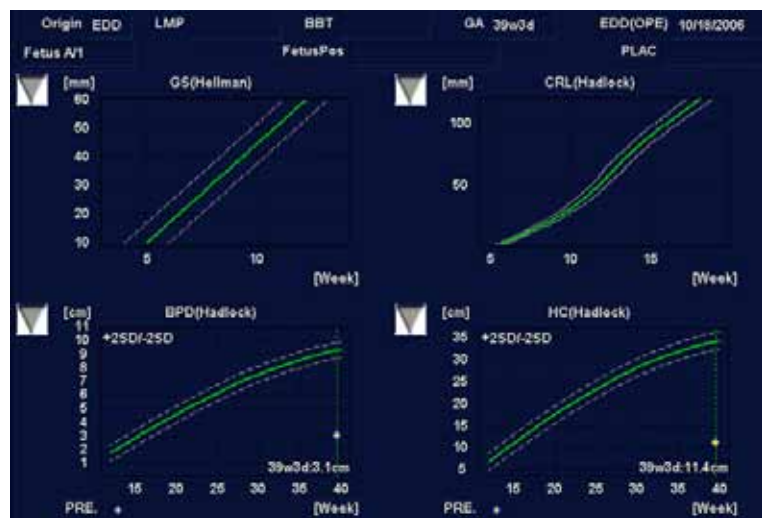 Origin EDD LMP BBT GA 39w3d EDD(OPE) 10/18/2006
Fetus A/1 FetusPos PLAC
[mm] GS(Hellman)
60
50
40
30
20
10
5 10
[Week]
[mm] CRL(Hadlock)
100
50
5 10 15
[Week]
[cm] BPD(Hadlock)
11
10 +2SD/-2SD
9
8
7
6
5
4
3
2
1
39w3d:3.1cm
15 20 25 30 35 40
PRE. [Week]
[cm] HC(Hadlock)
35 +2SD/-2SD
30
25
20
15
10
5 39w3d:11.4cm
15 20 25 30 35 40
PRE. [Week]